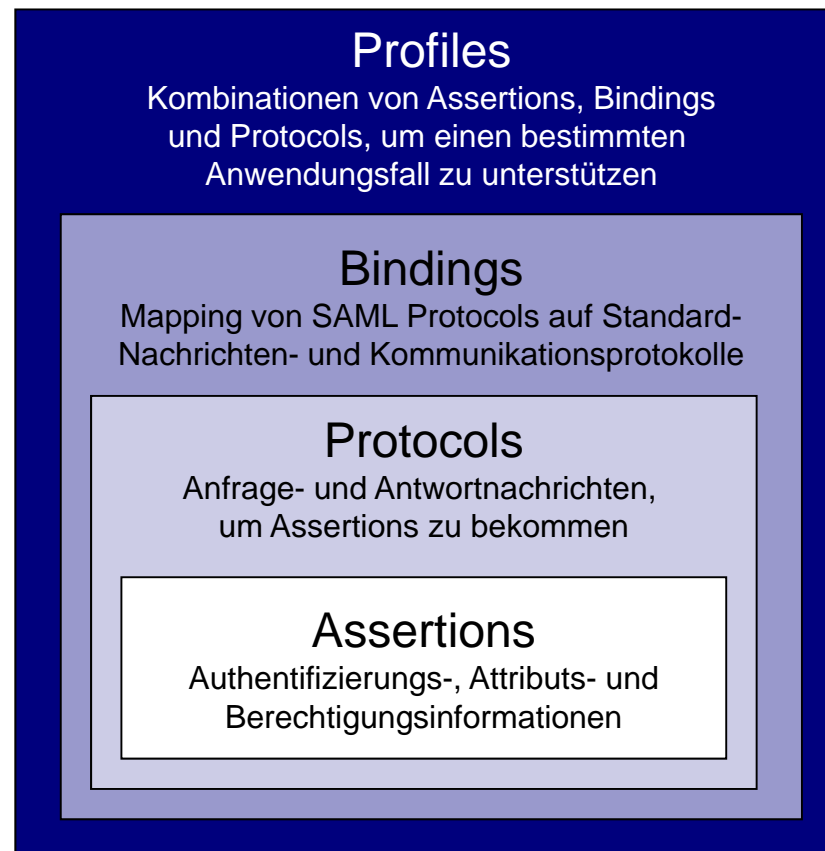 Profiles
Kombinationen von Assertions, Bindings
und Protocols, um einen bestimmten
Anwendungsfall zu unterstützen
Bindings
Mapping von SAML Protocols auf Standard-
Nachrichten- und Kommunikationsprotokolle
Protocols
Anfrage- und Antwortnachrichten,
um Assertions zu bekommen
Assertions
Authentifizierungs-, Attributs- und
Berechtigungsinformationen